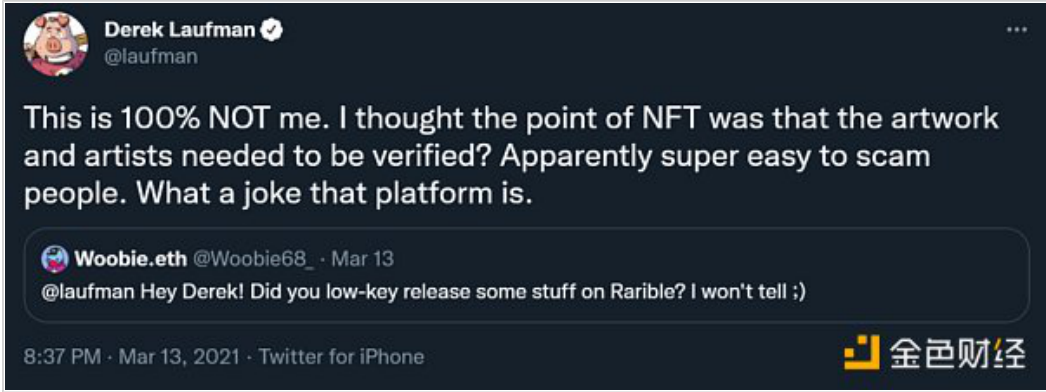 Derek Laufman
@laufman
This is 100% NOT me. I thought the point of NFT was that the artwork
and artists needed to be verified? Apparently super easy to scam
people. What a joke that platform is.
Woobie.eth @Woobie68_ · Mar 13
@laufman Hey Derek! Did you low-key release some stuff on Rarible? I won't tell ;)
8:37 PM · Mar 13, 2021 · Twitter for iPhone
金色财经